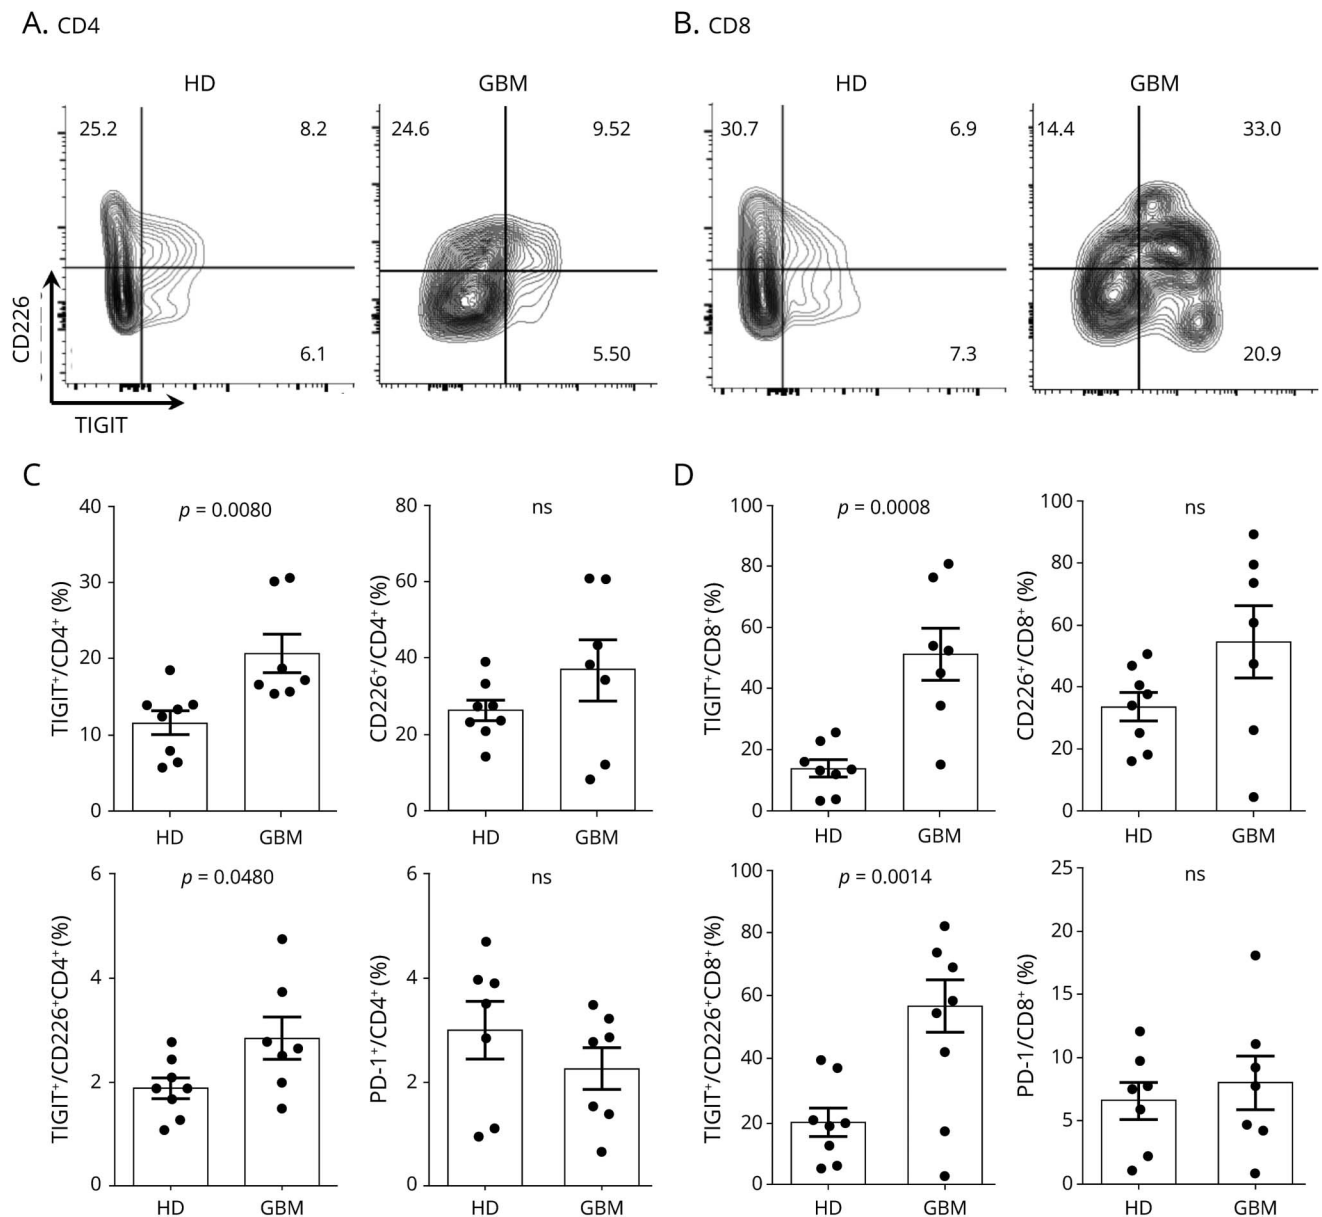 A. CD4
B. CD8
HD
GBM
HD
GBM
25.2
8.2
24.6
9.52
30.7
6.9
14.4
33.0
6.1
5.50
7.3
20.9
CD226
TIGIT
C
D
TIGIT⁺/CD4⁺ (%)
40
30
20
10
0
p = 0.0080
HD
GBM
CD226⁺/CD4⁺ (%)
80
60
40
20
0
ns
HD
GBM
TIGIT⁺/CD8⁺ (%)
100
80
60
40
20
0
p = 0.0008
HD
GBM
CD226⁺/CD8⁺ (%)
100
80
60
40
20
0
ns
HD
GBM
TIGIT⁺/CD226⁺CD4⁺ (%)
6
4
2
0
p = 0.0480
HD
GBM
PD-1⁺/CD4⁺ (%)
6
4
2
0
ns
HD
GBM
TIGIT⁺/CD226⁺CD8⁺ (%)
100
80
60
40
20
0
p = 0.0014
HD
GBM
PD-1/CD8⁺ (%)
25
20
15
10
5
0
ns
HD
GBM